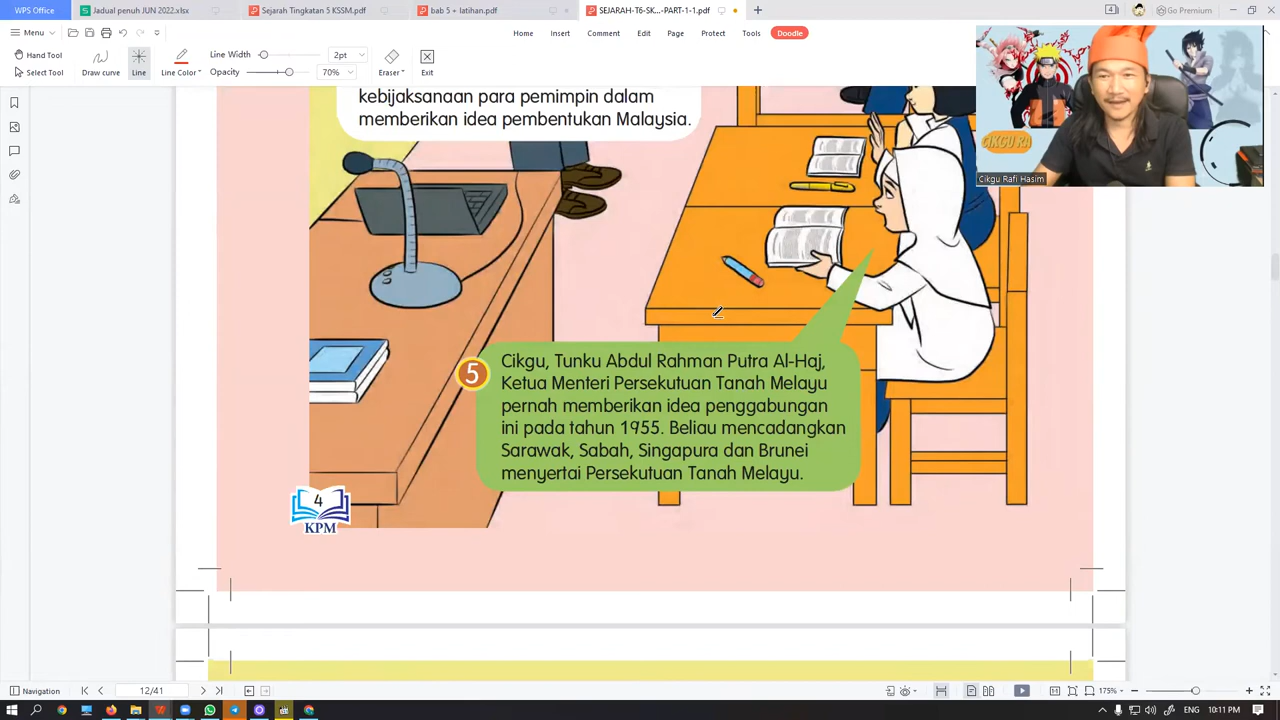 WPS Office
Jadual penuh JUN 2022.xlsx
Sejarah Tingkatan 5 KSSM.pdf
bab 5 + latihan.pdf
SEJARAH-T6-SK...-PART-1-1.pdf
Go Premium
Menu
Home
Insert
Comment
Edit
Page
Protect
Tools
Doodle
Hand Tool
Select Tool
Draw curve
Line
Line Color
Line Width
2pt
Opacity
70%
Eraser
Exit
CIKGU RA
Cikgu Rafi Hasim
kebijaksanaan para pemimpin dalam
memberikan idea pembentukan Malaysia.
5
Cikgu, Tunku Abdul Rahman Putra Al-Haj,
Ketua Menteri Persekutuan Tanah Melayu
pernah memberikan idea penggabungan
ini pada tahun 1955. Beliau mencadangkan
Sarawak, Sabah, Singapura dan Brunei
menyertai Persekutuan Tanah Melayu.
4
KPM
Navigation
12/41
175%
10:11 PM